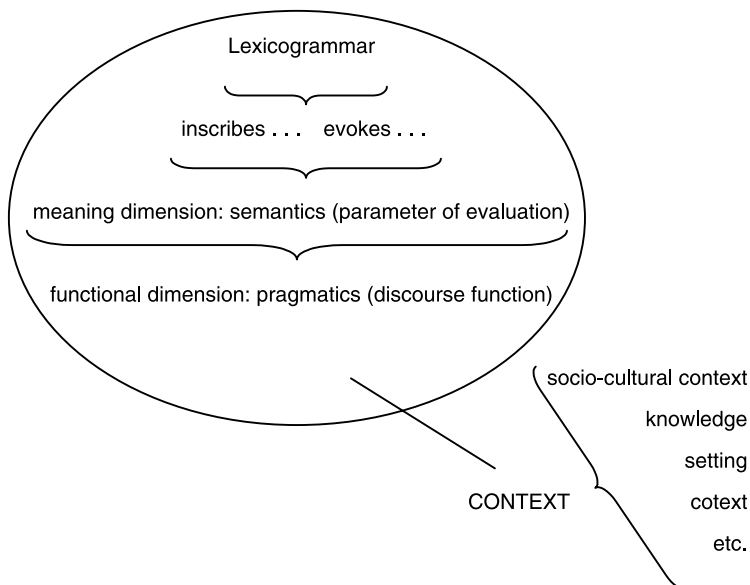 Lexicogrammar
inscribes . . . evokes . . .
meaning dimension: semantics (parameter of evaluation)
functional dimension: pragmatics (discourse function)
socio-cultural context
knowledge
setting
CONTEXT
cotext
etc.